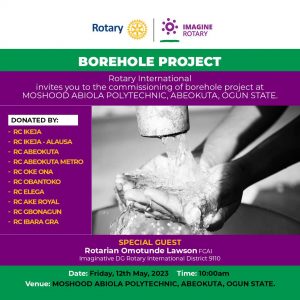 Rotary
IMAGINE
ROTARY
BOREHOLE PROJECT
Rotary International
invites you to the commissioning of borehole project at
MOSHOOD ABIOLA POLYTECHNIC, ABEOKUTA, OGUN STATE.
DONATED BY:
RC IKEJA
RC IKEJA - ALAUSA
RC ABEOKUTA
RC ABEOKUTA METRO
RC OKE ONA
RC OBANTOKO
RC ELEGA
RC AKE ROYAL
RC GBONAGUN
RC IBARA GRA
SPECIAL GUEST
Rotarian Omotunde Lawson FCAI
Imaginative DG Rotary International District 9110
Date: Friday, 12th May, 2023 Time: 10:00am
Venue: MOSHOOD ABIOLA POLYTECHNIC, ABEOKUTA, OGUN STATE.